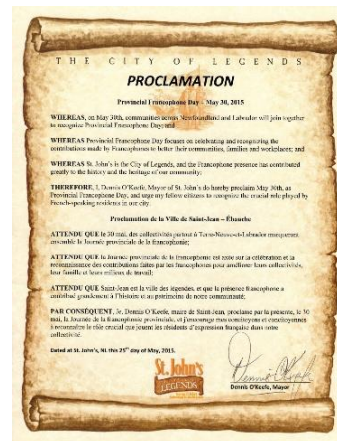 THE CITY OF LEGENDS
PROCLAMATION
Provincial Francophone Day – May 30, 2015
WHEREAS, on May 30th, communities across Newfoundland and Labrador will join together
to recognize Provincial Francophone Day; and
WHEREAS Provincial Francophone Day focuses on celebrating and recognizing the
contributions made by Francophones to better their communities, families and workplaces; and
WHEREAS St. John's is the City of Legends, and the Francophone presence has contributed
greatly to the history and the heritage of our community;
THEREFORE, I, Dennis O'Keefe, Mayor of St. John's do hereby proclaim May 30th, as
Provincial Francophone Day, and urge my fellow citizens to recognize the crucial role played by
French-speaking residents in our city.
Proclamation de la Ville de Saint-Jean – Ébauche
ATTENDU QUE le 30 mai, des collectivités partout à Terre-Neuve-et-Labrador marqueront
ensemble la Journée provinciale de la francophonie;
ATTENDU QUE la Journée provinciale de la francophonie est axée sur la célébration et la
reconnaissance des contributions faites par les francophones pour améliorer leurs collectivités,
leur famille et leurs milieux de travail;
ATTENDU QUE Saint-Jean est la ville des légendes, et que la présence francophone a
contribué grandement à l'histoire et au patrimoine de notre communauté;
PAR CONSÉQUENT, Je, Dennis O'Keefe, maire de Saint-Jean, proclame par la présente, le 30
mai, la Journée de la francophonie provinciale, et j'encourage mes concitoyens et concitoyennes
à reconnaître le rôle crucial que jouent les résidents d'expression française dans notre
collectivité.
Dated at St. John's, NL this 25th day of May, 2015.
St. John's
LEGENDS
Dennis O'Keefe
Dennis O'Keefe, Mayor